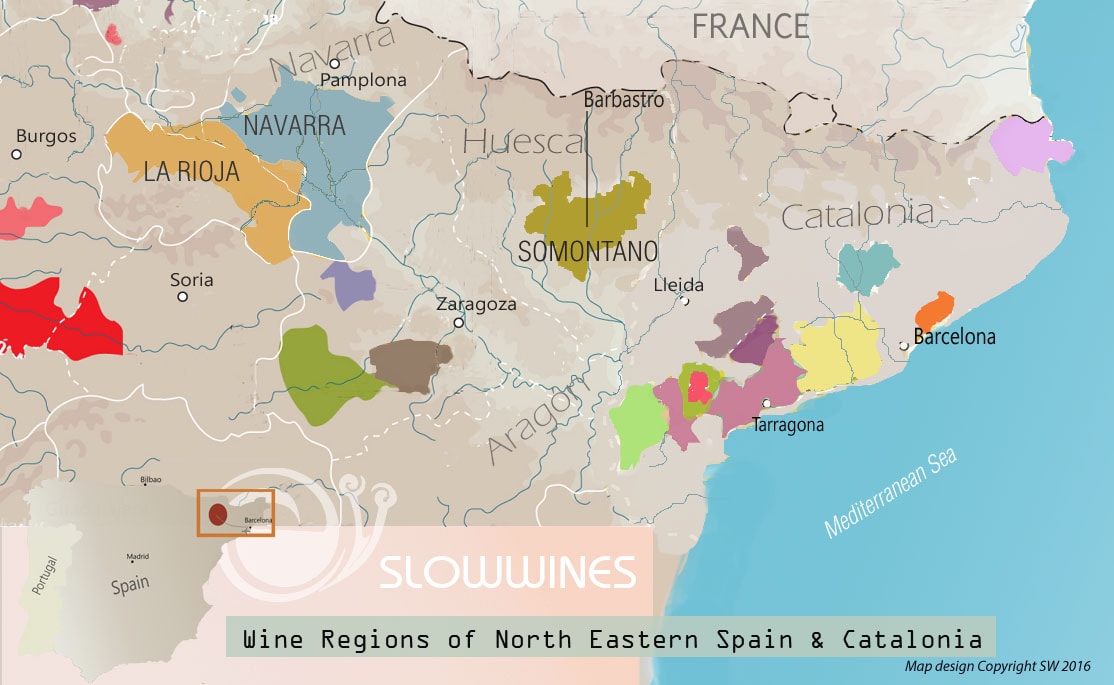 FRANCE
Navarra
Pamplona
Barbastro
NAVARRA
Burgos
Huesca
LA RIOJA
Catalonia
SOMONTANO
Soria
Lleida
Zaragoza
Barcelona
Aragon
Tarragona
Mediterranean Sea
Bilbao
Barcelona
Madrid
Portugal
Spain
SLOWWINES
Wine Regions of North Eastern Spain & Catalonia
Map design Copyright SW 2016